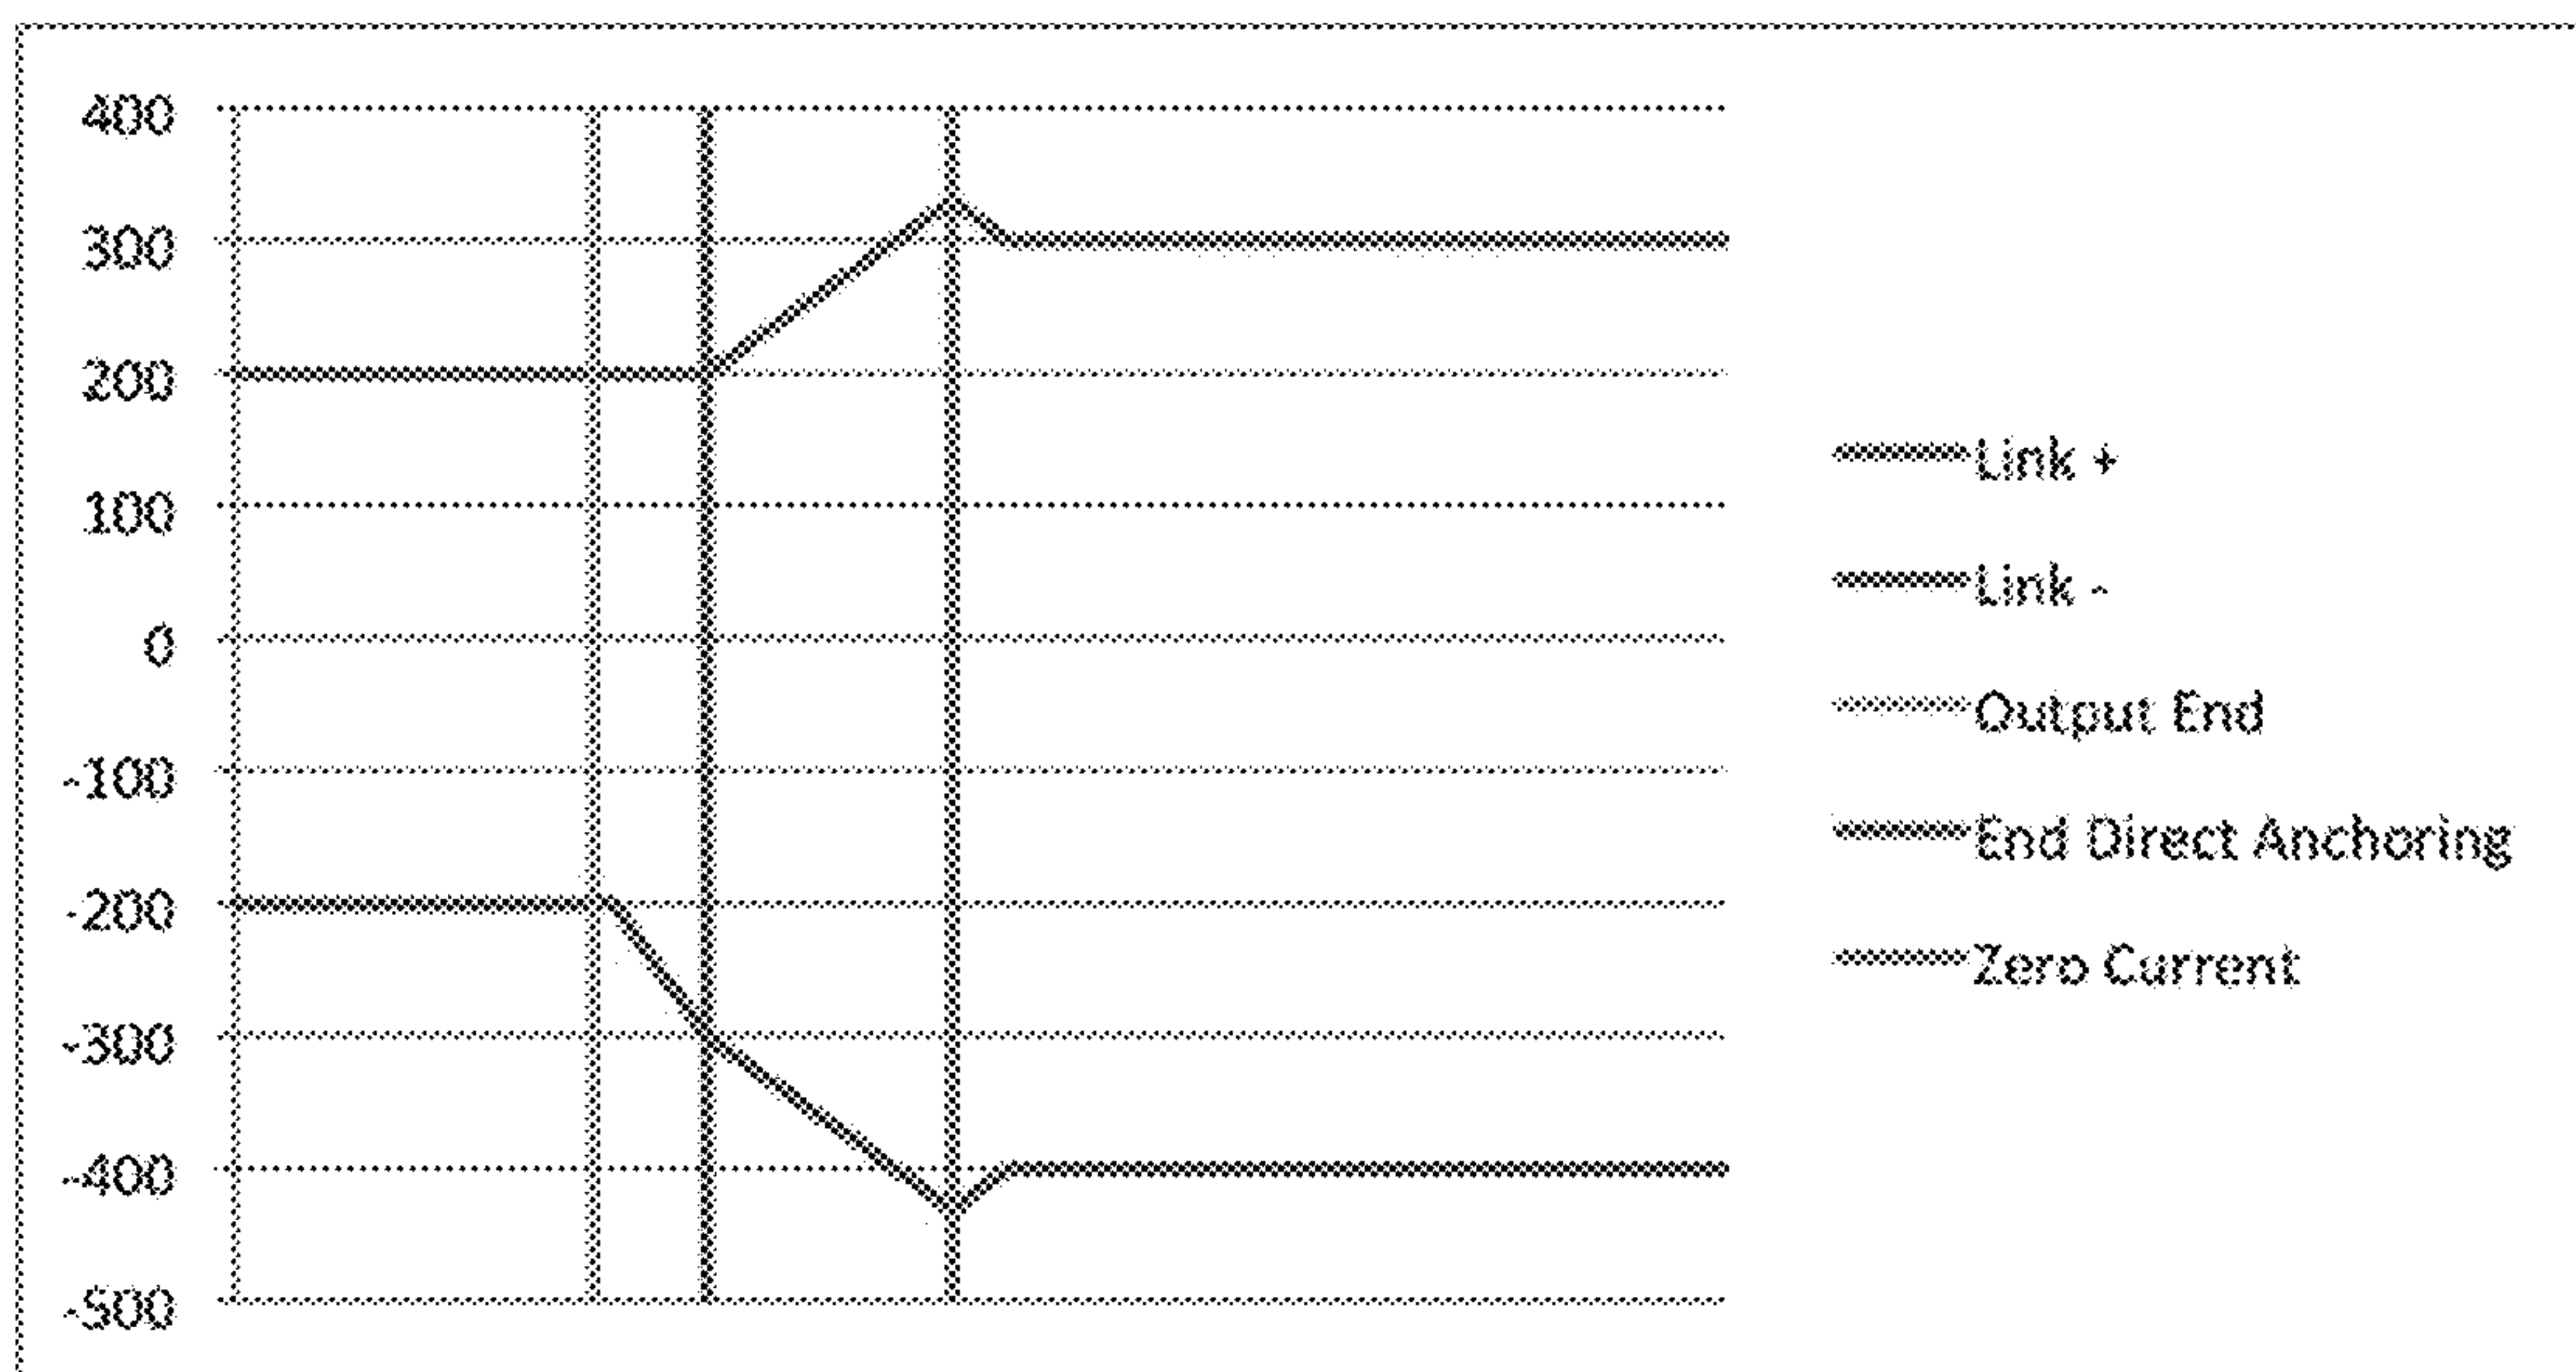 400
300
200
100
0
-100
-200
-300
-400
-500
Link +
Link -
Output End
End Direct Anchoring
Zero Current